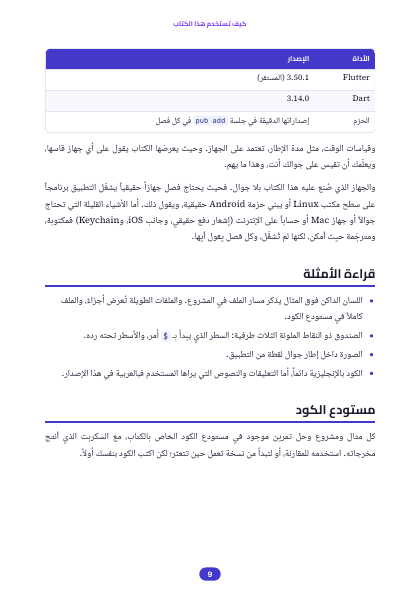 كيف تستخدم هذا الكتاب
الأداة الإصدار
Flutter 3.50.1 (المستقر)
Dart 3.14.0
الحزم إصداراتها الدقيقة في جلسة pub add في كل فصل
وقياسات الوقت، مثل مدة الإطار، تعتمد على الجهاز. وحيث يعرضها الكتاب يقول على أي جهاز قاسها،
ويعلّمك أن تقيس على جوالك أنت، وهذا ما يهم.
والجهاز الذي صُنع عليه هذا الكتاب بلا جوال. فحيث يحتاج فصل جهازاً حقيقياً يشغّل التطبيق برنامجاً
على سطح مكتب Linux أو يبني حزمة Android حقيقية، ويقول ذلك. أما الأشياء القليلة التي تحتاج
جوالاً أو جهاز Mac أو حساباً على الإنترنت (إشعار دفع حقيقي، وجانب iOS، وKeychain) فمكتوبة،
ومترجَمة حيث أمكن، لكنها لم تُشغَّل، وكل فصل يقول أيها.
قراءة الأمثلة
• اللسان الداكن فوق المثال يذكر مسار الملف في المشروع. والملفات الطويلة تُعرض أجزاءً، والملف
كاملاً في مستودع الكود.
• الصندوق ذو النقاط الملونة الثلاث طرفية: السطر الذي يبدأ بـ $ أمر، والأسطر تحته رده.
• الصورة داخل إطار جوال لقطة من التطبيق.
• الكود بالإنجليزية دائماً، أما التعليقات والنصوص التي يراها المستخدم فبالعربية في هذا الإصدار.
مستودع الكود
كل مثال ومشروع وحل تمرين موجود في مستودع الكود الخاص بالكتاب، مع السكربت الذي أنتج
مخرجاته. استخدمه للمقارنة، أو لتبدأ من نسخة تعمل حين تتعثر؛ لكن اكتب الكود بنفسك أولاً.
9